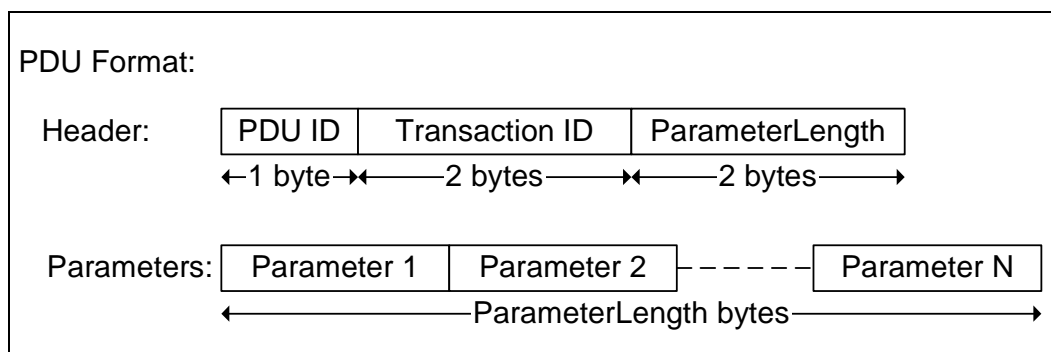 PDU Format:
Header: PDU ID Transaction ID ParameterLength
1 byte 2 bytes 2 bytes
Parameters: Parameter 1 Parameter 2 Parameter N
ParameterLength bytes